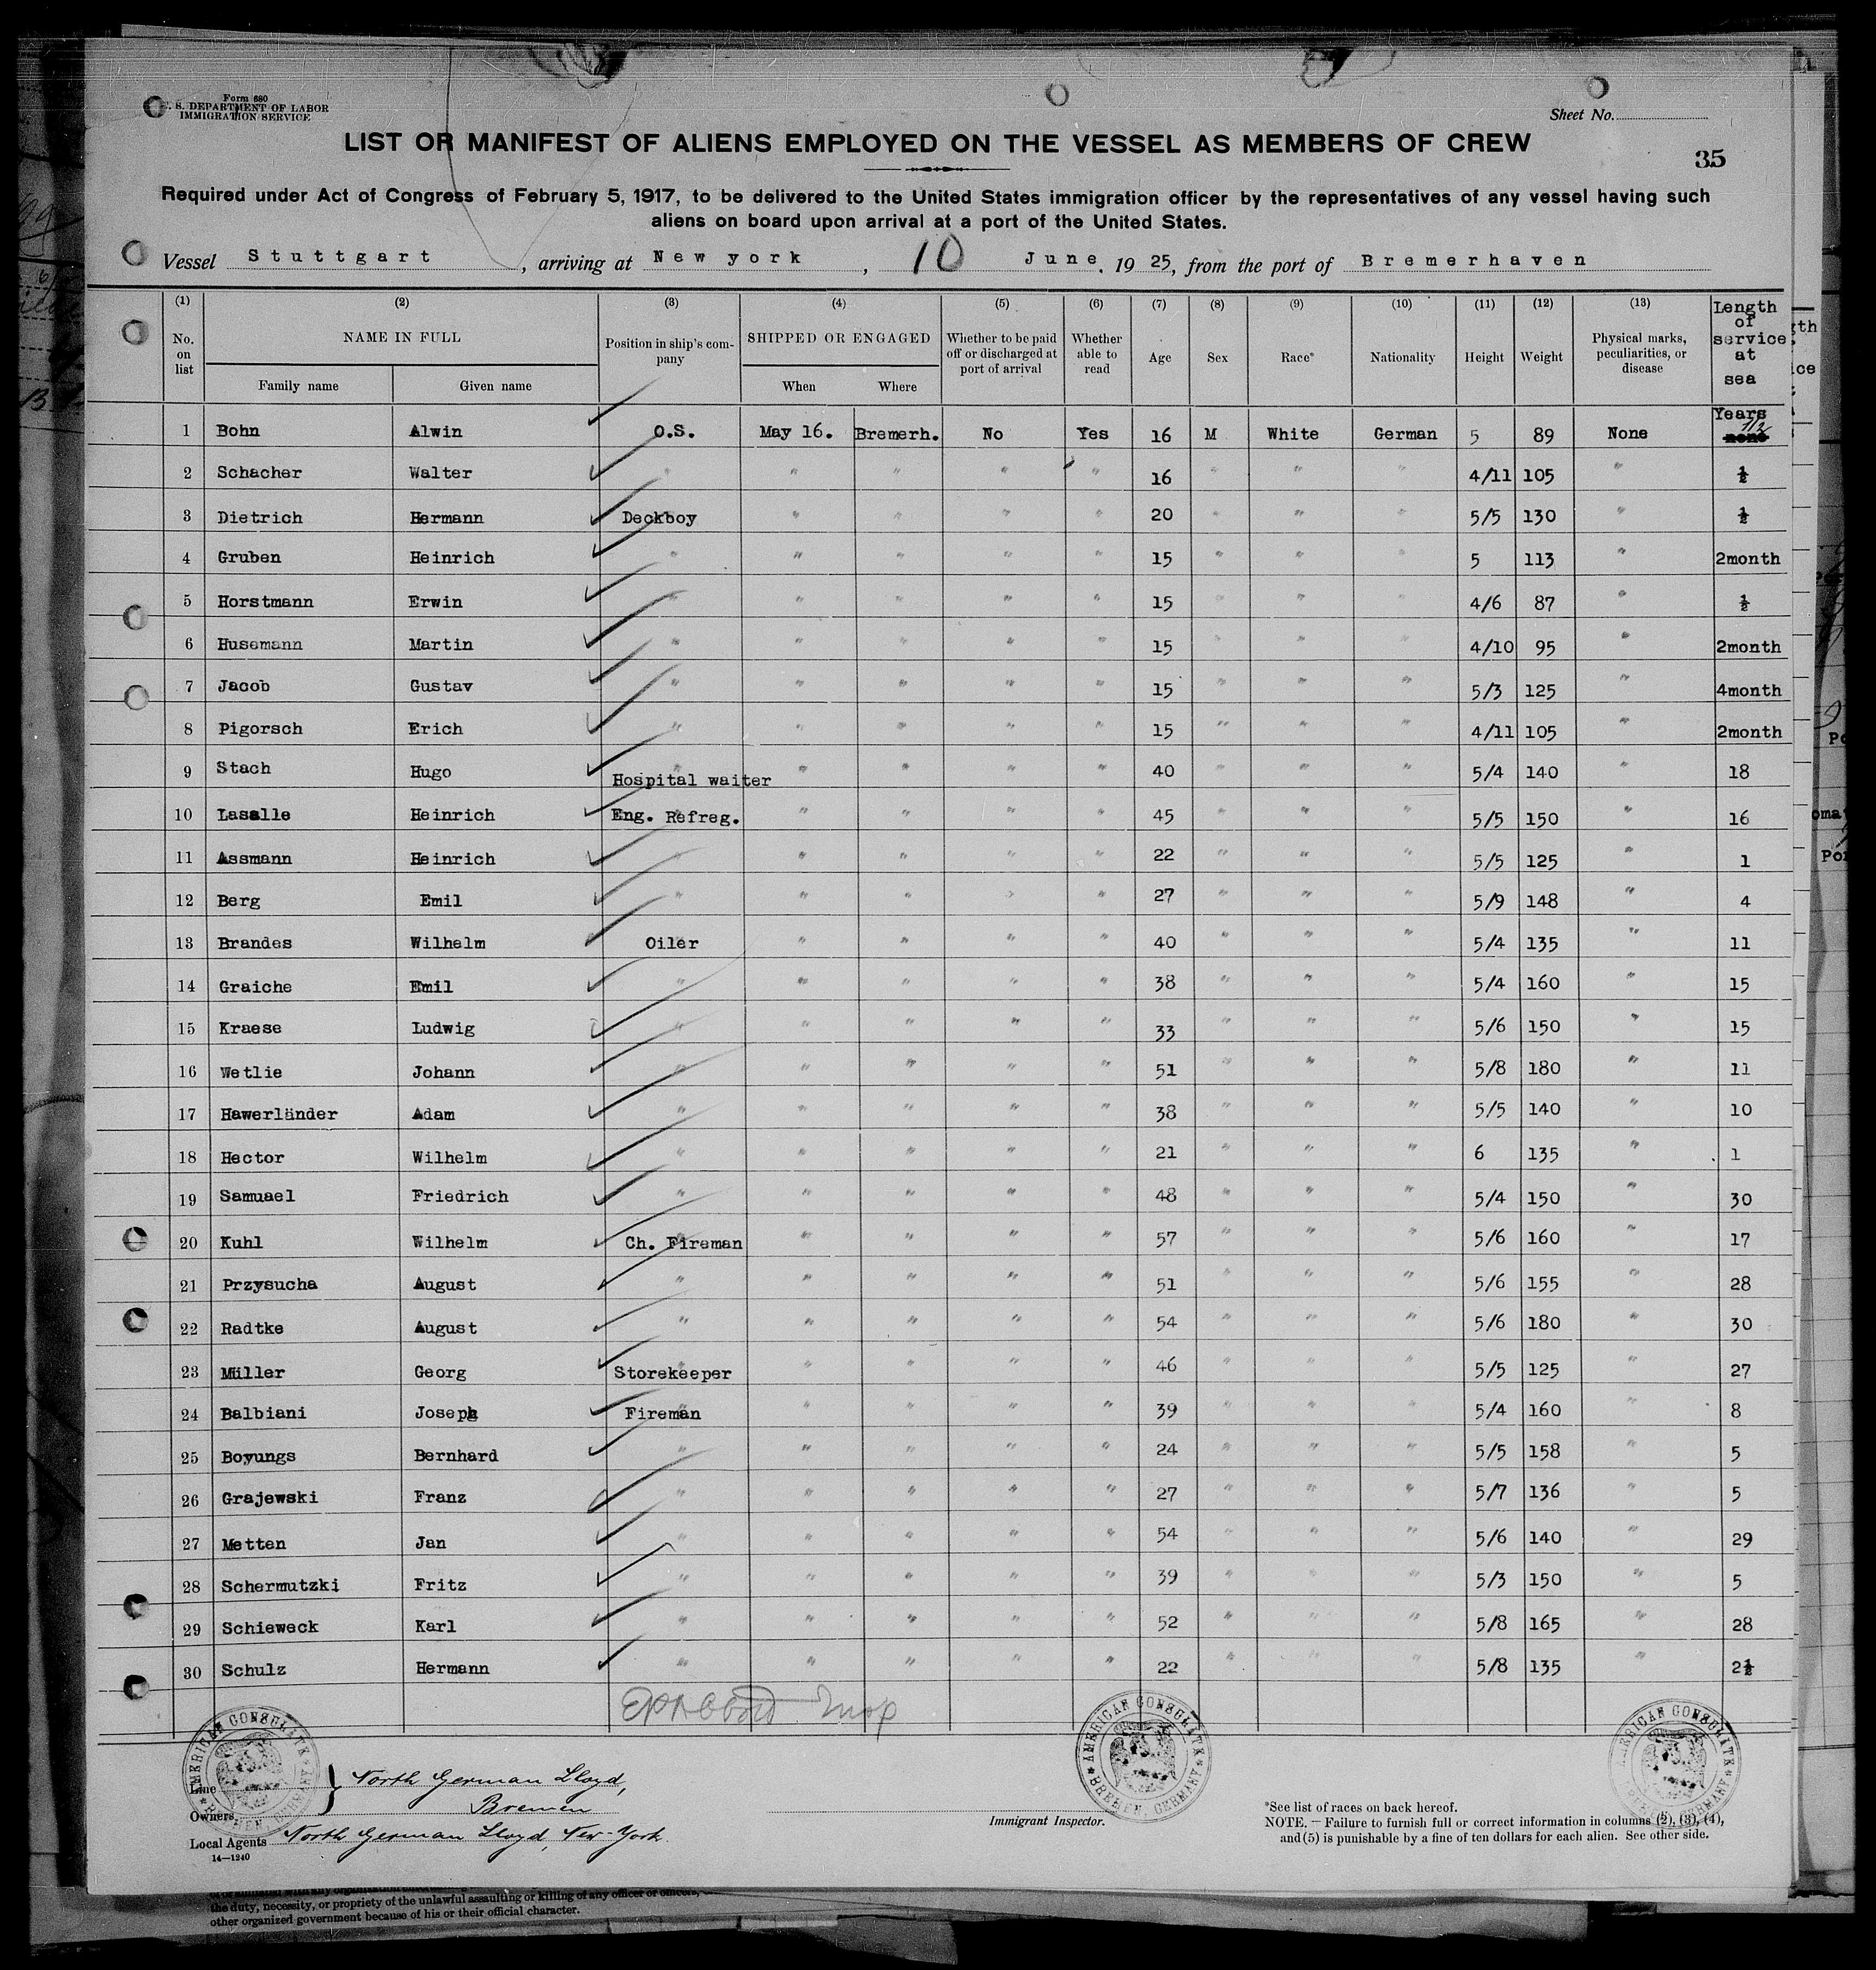 Form 680
U. S. DEPARTMENT OF LABOR
IMMIGRATION SERVICE
Sheet No.
LIST OR MANIFEST OF ALIENS EMPLOYED ON THE VESSEL AS MEMBERS OF CREW
35
Required under Act of Congress of February 5, 1917, to be delivered to the United States immigration officer by the representatives of any vessel having such
aliens on board upon arrival at a port of the United States.
Vessel Stuttgart, arriving at New york, 10 June, 1925, from the port of Bremerhaven
(1) (2) (3) (4) (5) (6) (7) (8) (9) (10) (11) (12) (13) Length of service at sea
No. on list NAME IN FULL Position in ship's company SHIPPED OR ENGAGED Whether to be paid off or discharged at port of arrival Whether able to read Age Sex Race* Nationality Height Weight Physical marks, peculiarities, or disease
Family name Given name When Where
Years
1 Bohn Alwin O.S. May 16. Bremerh. No Yes 16 M White German 5 89 None 1/2
2 Schacher Walter " " " " " 16 " " " 4/11 105 " ½
3 Dietrich Hermann Deckboy " " " " 20 " " " 5/5 130 " ½
4 Gruben Heinrich " " " " " 15 " " " 5 113 " 2month
5 Horstmann Erwin " " " " " 15 " " " 4/6 87 " ½
6 Husemann Martin " " " " " 15 " " " 4/10 95 " 2month
7 Jacob Gustav " " " " " 15 " " " 5/3 125 " 4month
8 Pigorsch Erich " " " " " 15 " " " 4/11 105 " 2month
9 Stach Hugo Hospital waiter " " " " 40 " " " 5/4 140 " 18
10 Lasalle Heinrich Eng. Refreg. " " " " 45 " " " 5/5 150 " 16
11 Assmann Heinrich " " " " " 22 " " " 5/5 125 " 1
12 Berg Emil " " " " " 27 " " " 5/9 148 " 4
13 Brandes Wilhelm Oiler " " " " 40 " " " 5/4 135 " 11
14 Graiche Emil " " " " " 38 " " " 5/4 160 " 15
15 Kraese Ludwig " " " " " 33 " " " 5/6 150 " 15
16 Wetlie Johann " " " " " 51 " " " 5/8 180 " 11
17 Hawerländer Adam " " " " " 38 " " " 5/5 140 " 10
18 Hector Wilhelm " " " " " 21 " " " 6 135 " 1
19 Samuael Friedrich " " " " " 48 " " " 5/4 150 " 30
20 Kuhl Wilhelm Ch. Fireman " " " " 57 " " " 5/6 160 " 17
21 Przysucha August " " " " " 51 " " " 5/6 155 " 28
22 Radtke August " " " " " 54 " " " 5/6 180 " 30
23 Müller Georg Storekeeper " " " " 46 " " " 5/5 125 " 27
24 Balbiani Joseph Fireman " " " " 39 " " " 5/4 160 " 8
25 Boyungs Bernhard " " " " " 24 " " " 5/5 158 " 5
26 Grajewski Franz " " " " " 27 " " " 5/7 136 " 5
27 Metten Jan " " " " " 54 " " " 5/6 140 " 29
28 Schermutzki Fritz " " " " " 39 " " " 5/3 150 " 5
29 Schieweck Karl " " " " " 52 " " " 5/8 165 " 28
30 Schulz Hermann " " " " " 22 " " " 5/8 135 " 2½
AMERICAN CONSULATE BREMEN, GERMANY
AMERICAN CONSULATE BREMEN, GERMANY
AMERICAN CONSULATE BREMEN, GERMANY
Line North German Lloyd,
Owners Bremen
Local Agents North German Lloyd, New-York.
14—1240
Immigrant Inspector.
*See list of races on back hereof.
NOTE.—Failure to furnish full or correct information in columns (2), (3), (4),
and (5) is punishable by a fine of ten dollars for each alien. See other side.
the duty, necessity, or propriety of the unlawful assaulting or killing of any officer or officers,
other organized government because of his or their official character.